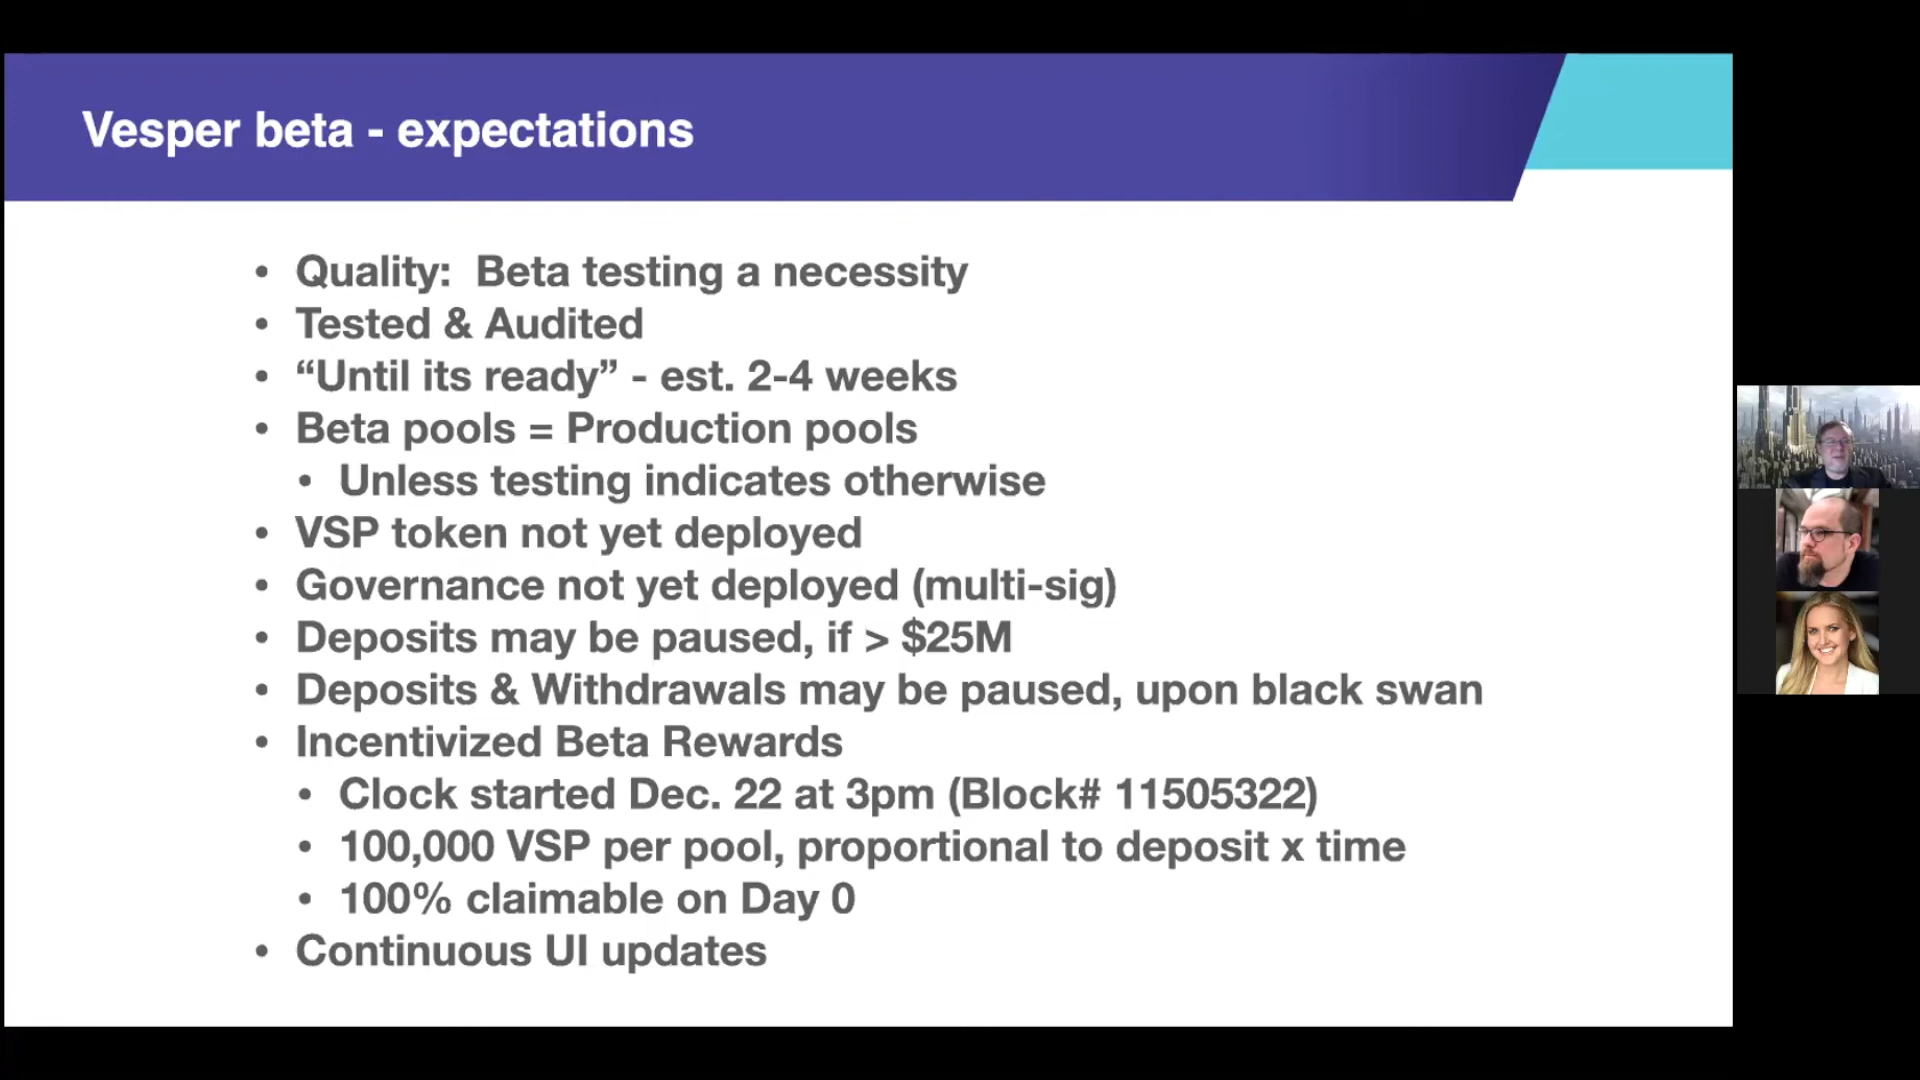 Vesper beta - expectations
• Quality:  Beta testing a necessity
• Tested & Audited
• “Until its ready” - est. 2-4 weeks
• Beta pools = Production pools
• Unless testing indicates otherwise
• VSP token not yet deployed
• Governance not yet deployed (multi-sig)
• Deposits may be paused, if > $25M
• Deposits & Withdrawals may be paused, upon black swan
• Incentivized Beta Rewards
• Clock started Dec. 22 at 3pm (Block# 11505322)
• 100,000 VSP per pool, proportional to deposit x time
• 100% claimable on Day 0
• Continuous UI updates